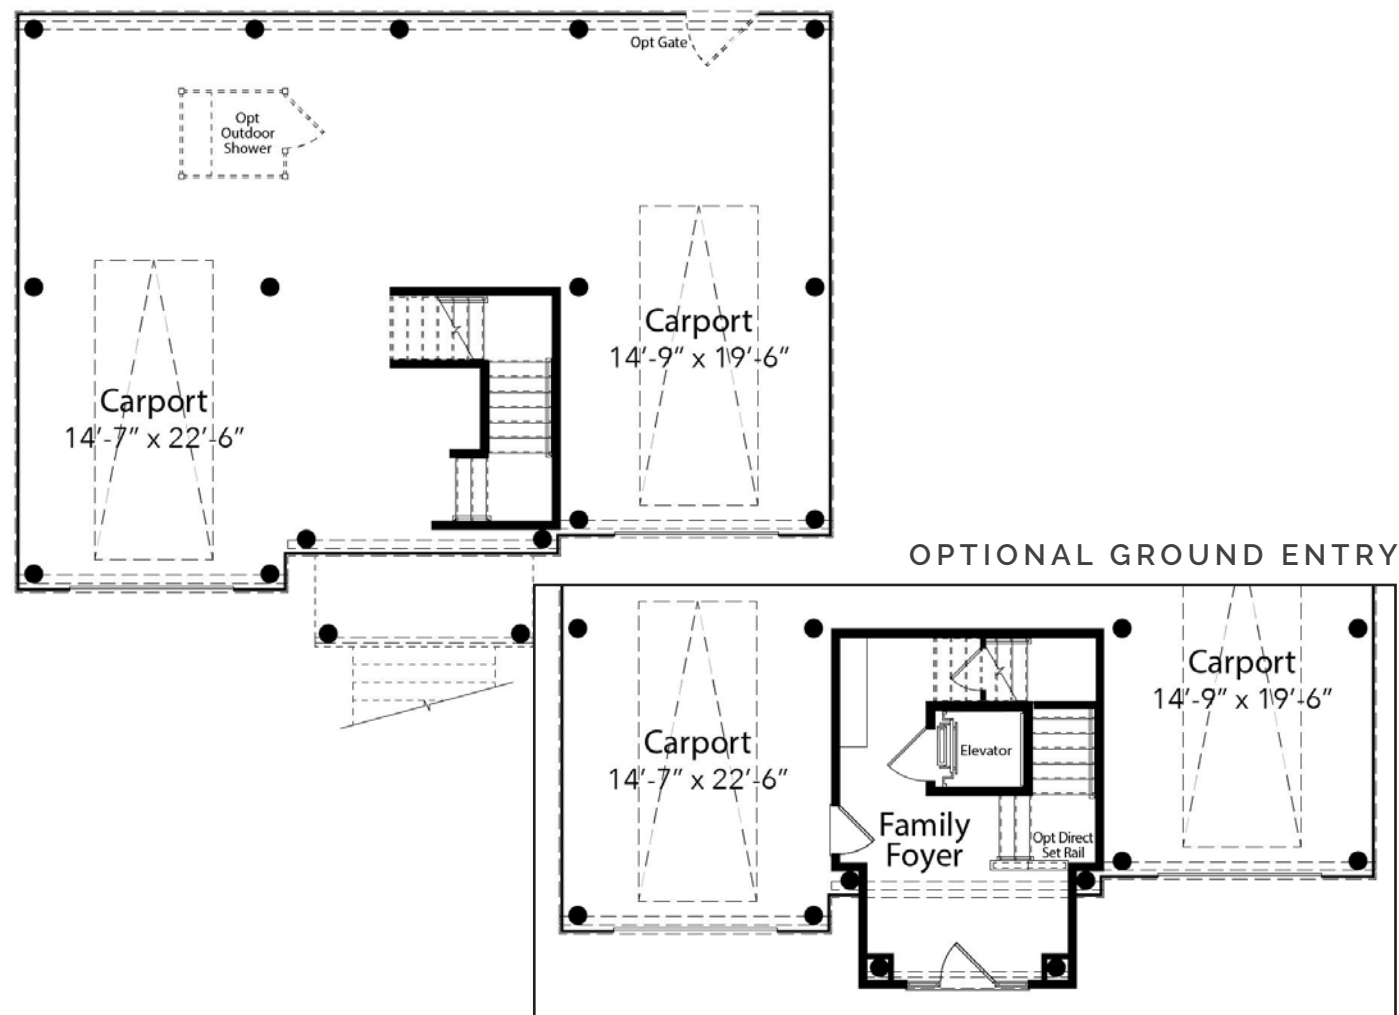 Opt Gate
Opt
Outdoor
Shower
Carport
14'-9" x 19'-6"
Carport
14'-7" x 22'-6"
OPTIONAL GROUND ENTRY
Carport
14'-9" x 19'-6"
Carport
14'-7" x 22'-6"
Elevator
Family
Foyer
Opt Direct
Set Rail